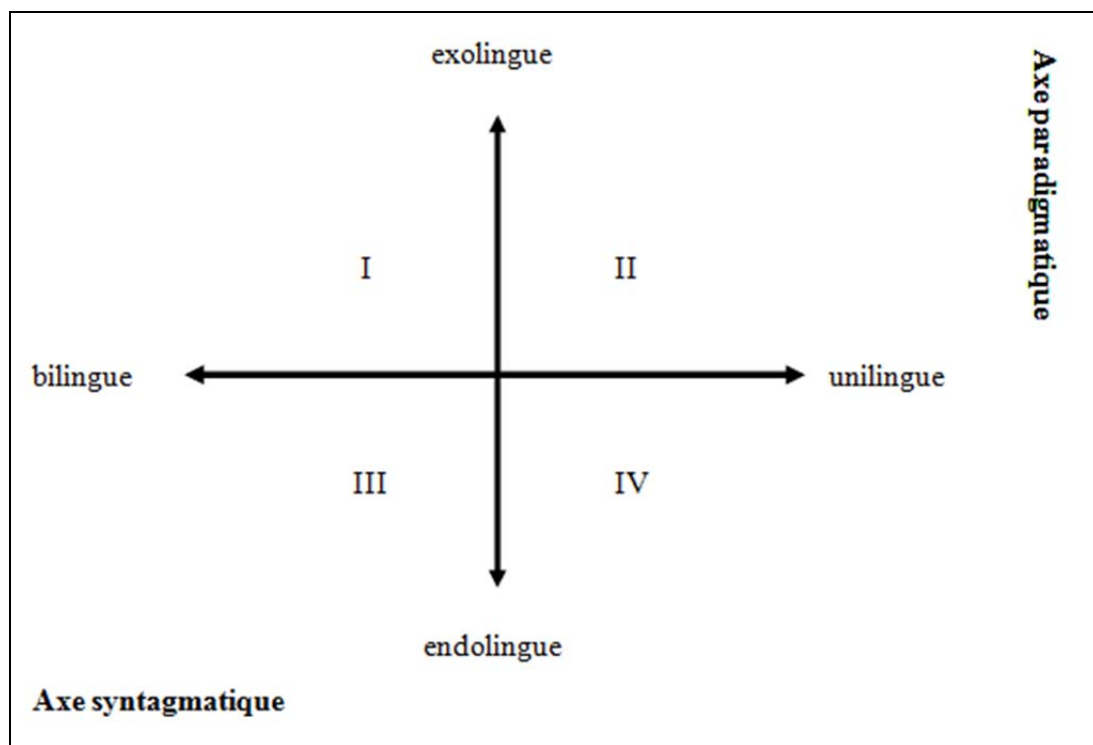 exolingue
Axe paradigmatique
I
II
bilingue
unilingue
III
IV
endolingue
Axe syntagmatique